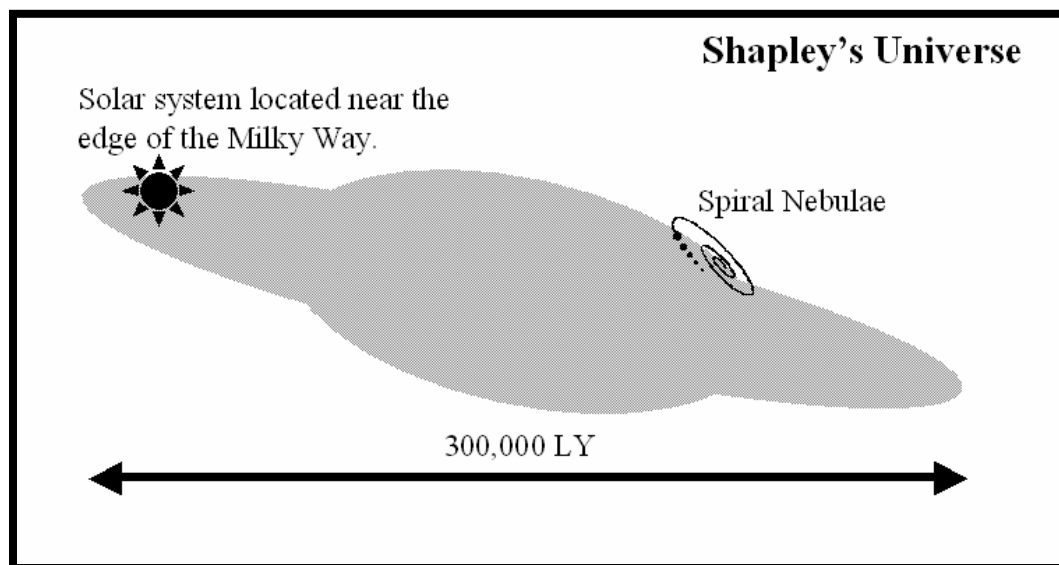 Shapley's Universe
Solar system located near the
edge of the Milky Way.
Spiral Nebulae
300,000 LY